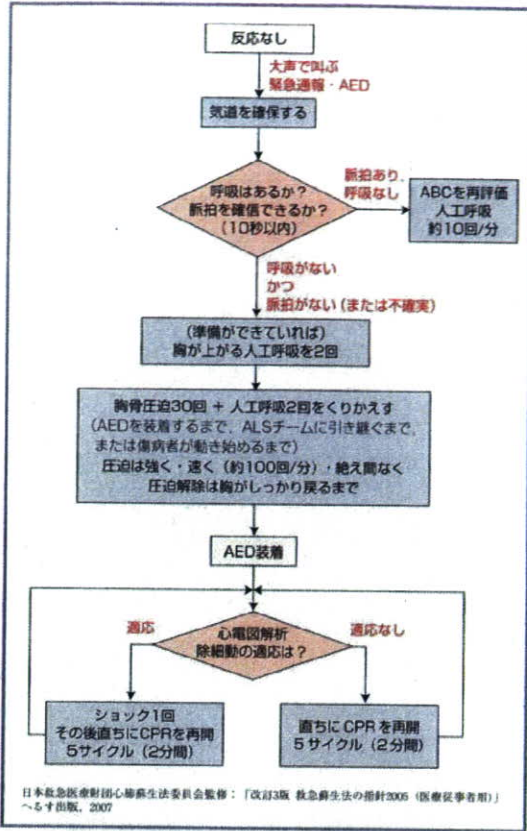 反応なし
大声で叫ぶ
緊急通報・AED
気道を確保する
呼吸はあるか？
脈拍を確信できるか？
（10秒以内）
脈拍あり、
呼吸なし
ABCを再評価
人工呼吸
約10回/分
呼吸がない
かつ
脈拍がない（または不確実）
（準備ができていれば）
胸が上がる人工呼吸を2回
胸骨圧迫30回 + 人工呼吸2回をくりかえす
（AEDを装着するまで、ALSチームに引き継ぐまで、
または傷病者が動き始めるまで）
圧迫は強く・速く（約100回/分）・絶え間なく
圧迫解除は胸がしっかり戻るまで
AED装着
適応
心電図解析
除細動の適応は？
適応なし
ショック1回
その後直ちにCPRを再開
5サイクル（2分間）
直ちにCPRを再開
5サイクル（2分間）
日本救急医療財団心肺蘇生法委員会監修：「改訂3版 救急蘇生法の指針2005（医療従事者用）」
へるす出版，2007